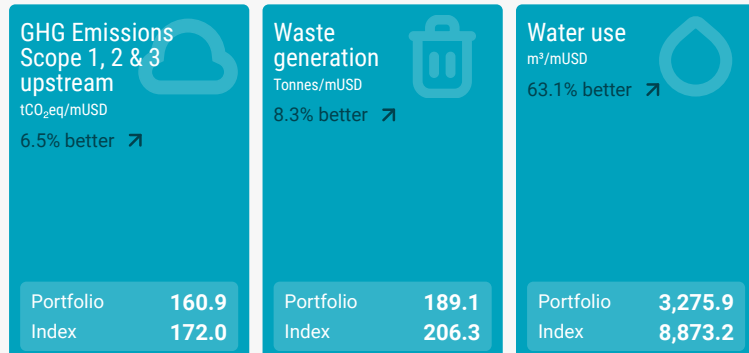 GHG Emissions
Scope 1, 2 & 3
upstream
tCO₂eq/mUSD
6.5% better
Portfolio 160.9
Index 172.0
Waste
generation
Tonnes/mUSD
8.3% better
Portfolio 189.1
Index 206.3
Water use
m³/mUSD
63.1% better
Portfolio 3,275.9
Index 8,873.2